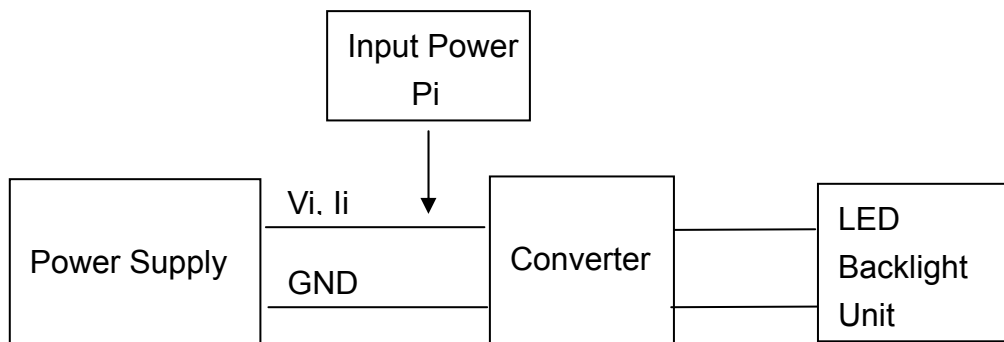 Input Power
Pi
Vi, Ii
Power Supply
GND
Converter
LED
Backlight
Unit